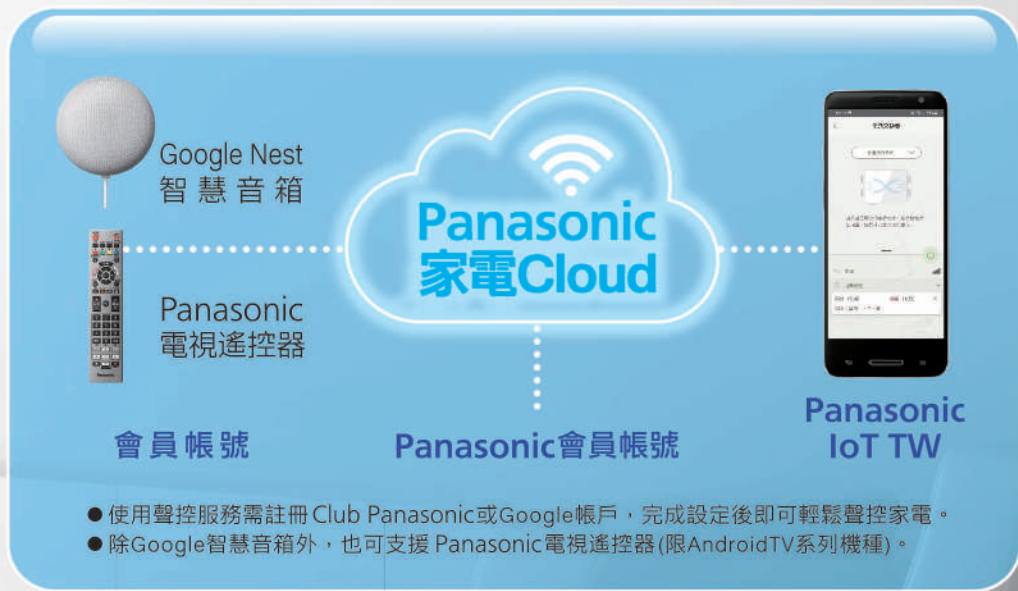 Google Nest
智慧音箱
Panasonic
電視遙控器
Panasonic
家電Cloud
會員帳號
Panasonic會員帳號
Panasonic
IoT TW
●使用聲控服務需註冊Club Panasonic或Google帳戶，完成設定後即可輕鬆聲控家電。
●除Google智慧音箱外，也可支援Panasonic電視遙控器(限AndroidTV系列機種)。